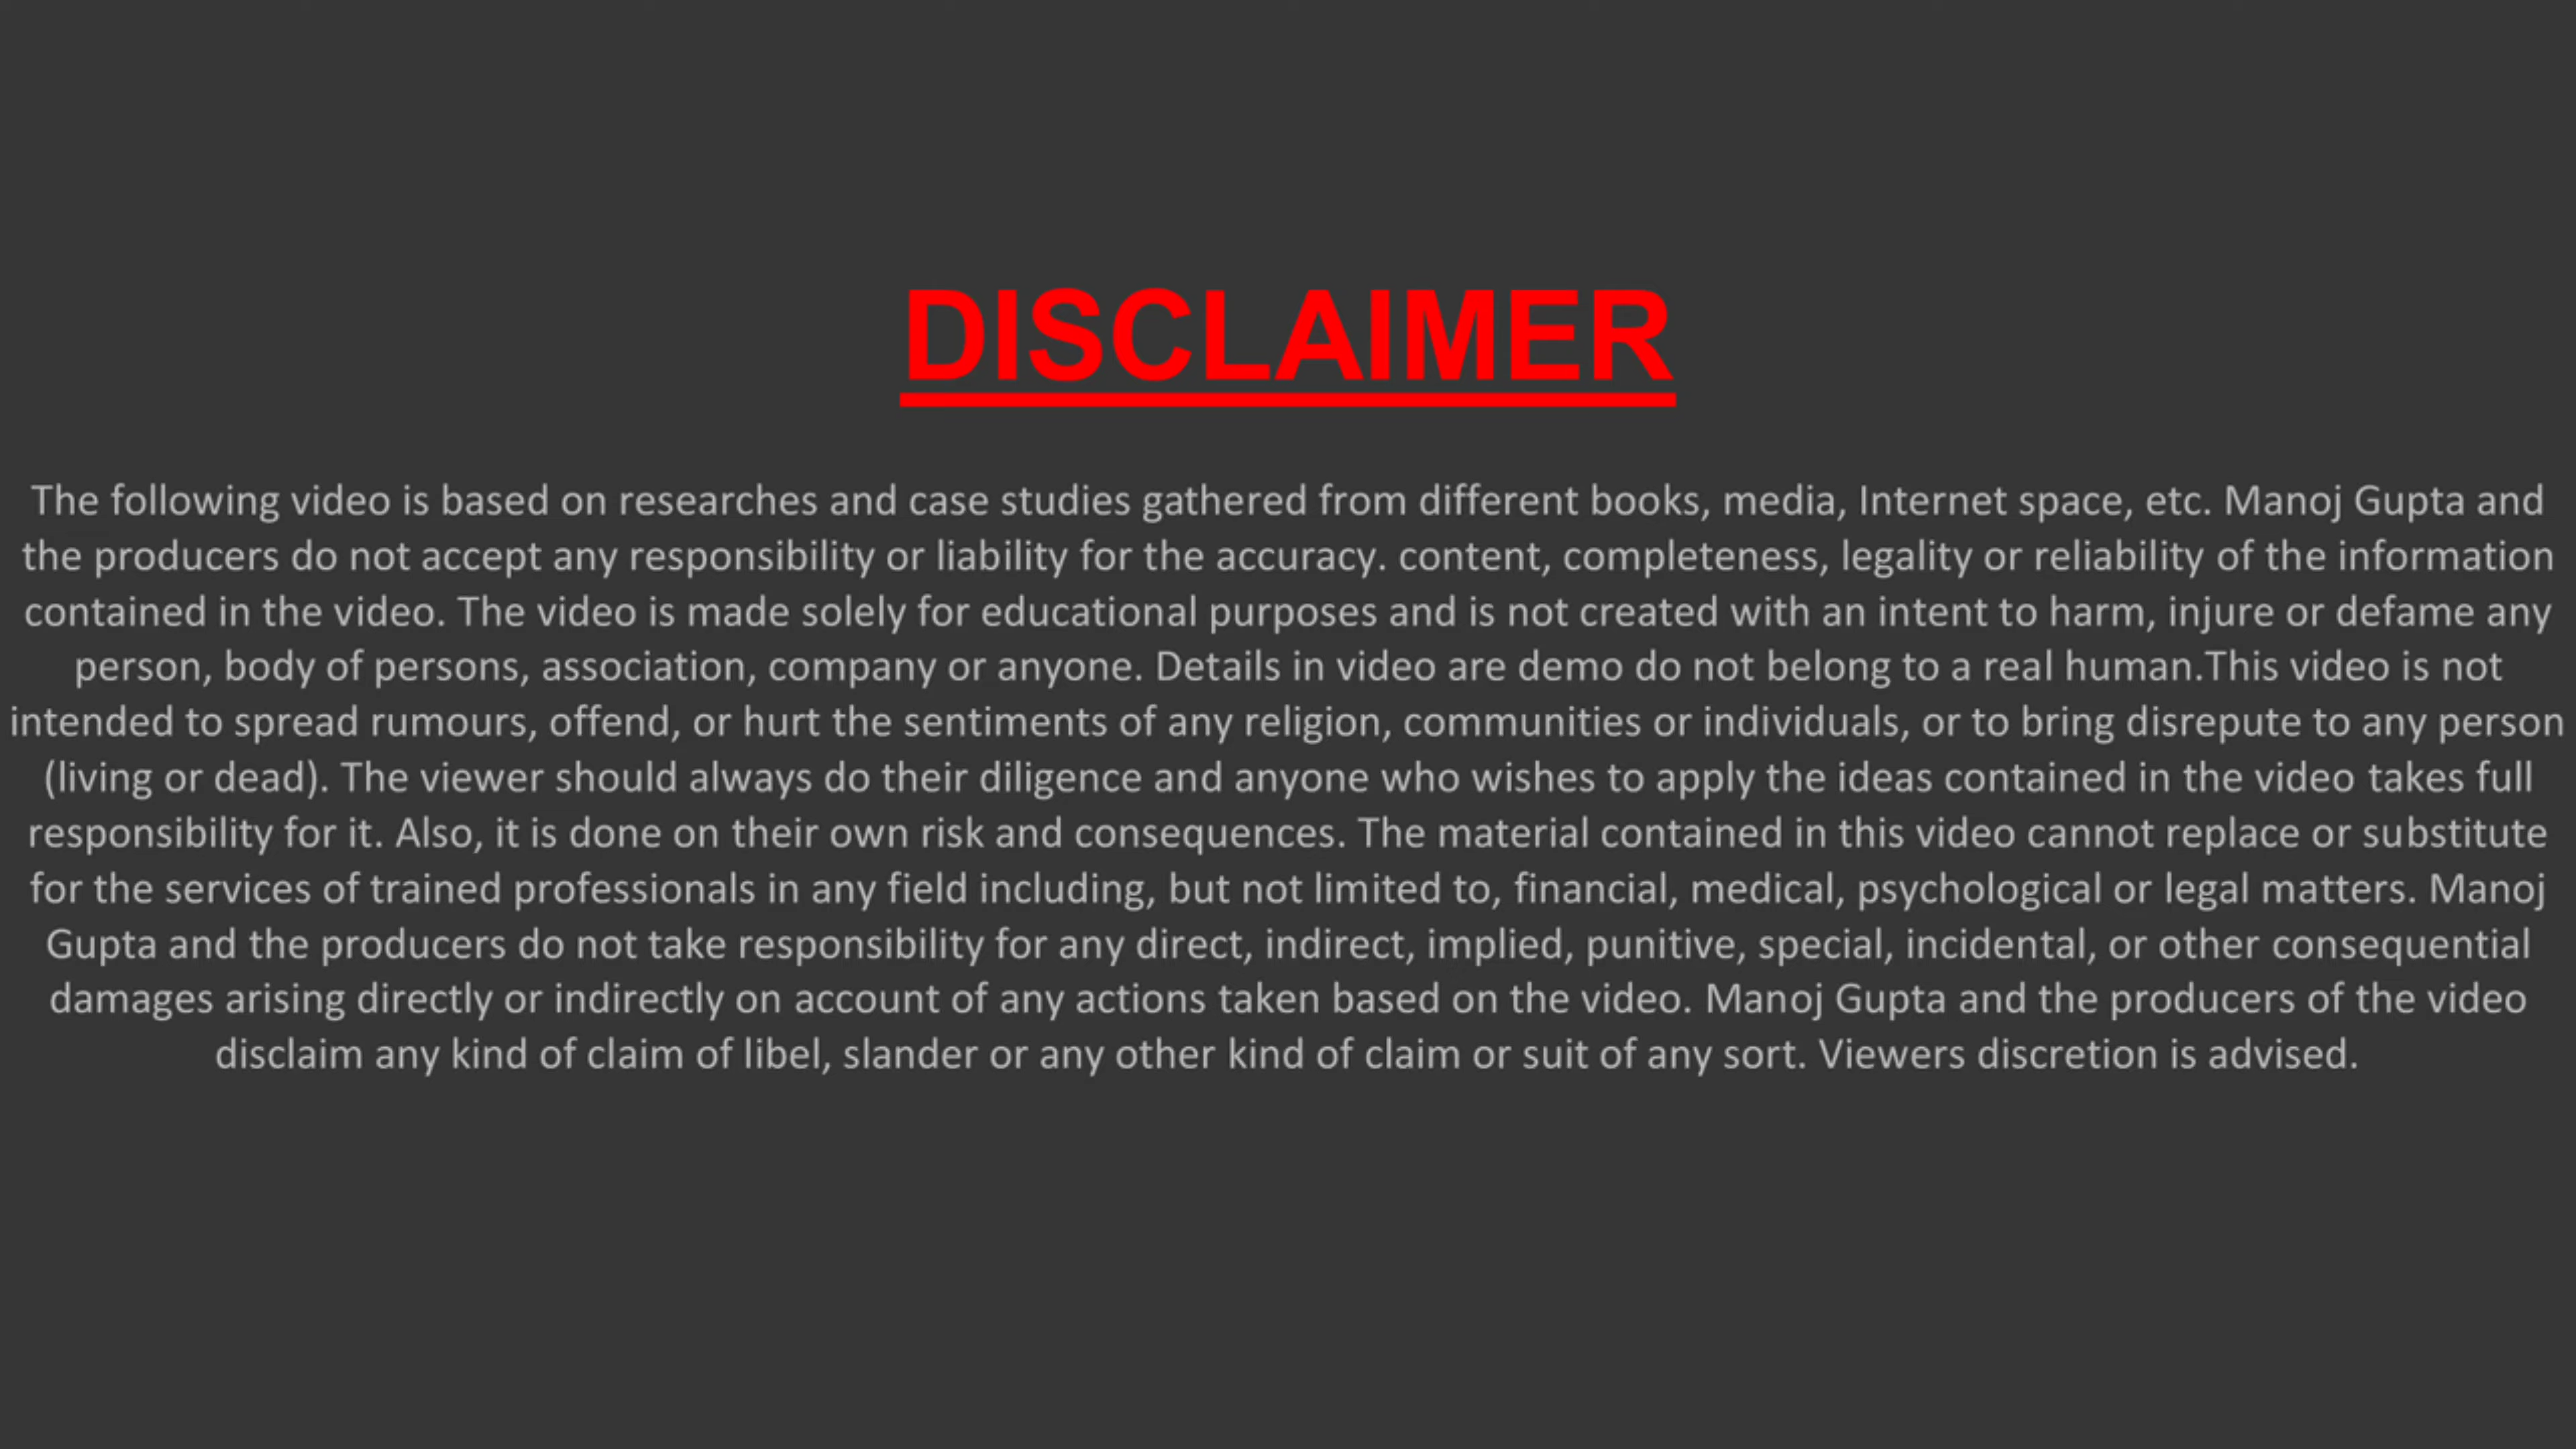 DISCLAIMER
The following video is based on researches and case studies gathered from different books, media, Internet space, etc. Manoj Gupta and
the producers do not accept any responsibility or liability for the accuracy. content, completeness, legality or reliability of the information
contained in the video. The video is made solely for educational purposes and is not created with an intent to harm, injure or defame any
person, body of persons, association, company or anyone. Details in video are demo do not belong to a real human.This video is not
intended to spread rumours, offend, or hurt the sentiments of any religion, communities or individuals, or to bring disrepute to any person
(living or dead). The viewer should always do their diligence and anyone who wishes to apply the ideas contained in the video takes full
responsibility for it. Also, it is done on their own risk and consequences. The material contained in this video cannot replace or substitute
for the services of trained professionals in any field including, but not limited to, financial, medical, psychological or legal matters. Manoj
Gupta and the producers do not take responsibility for any direct, indirect, implied, punitive, special, incidental, or other consequential
damages arising directly or indirectly on account of any actions taken based on the video. Manoj Gupta and the producers of the video
disclaim any kind of claim of libel, slander or any other kind of claim or suit of any sort. Viewers discretion is advised.